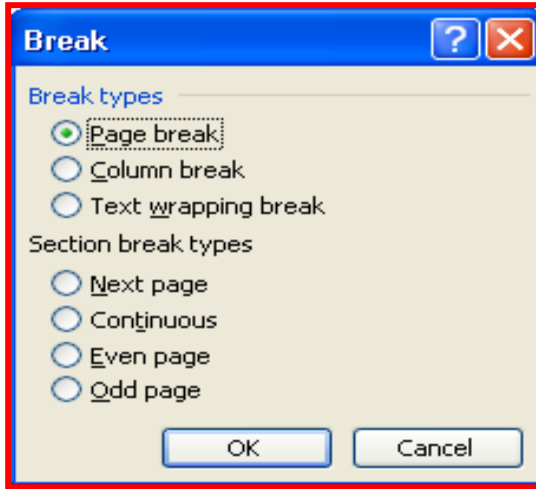 Break
?
Break types
Page break
Column break
Text wrapping break
Section break types
Next page
Continuous
Even page
Odd page
OK Cancel